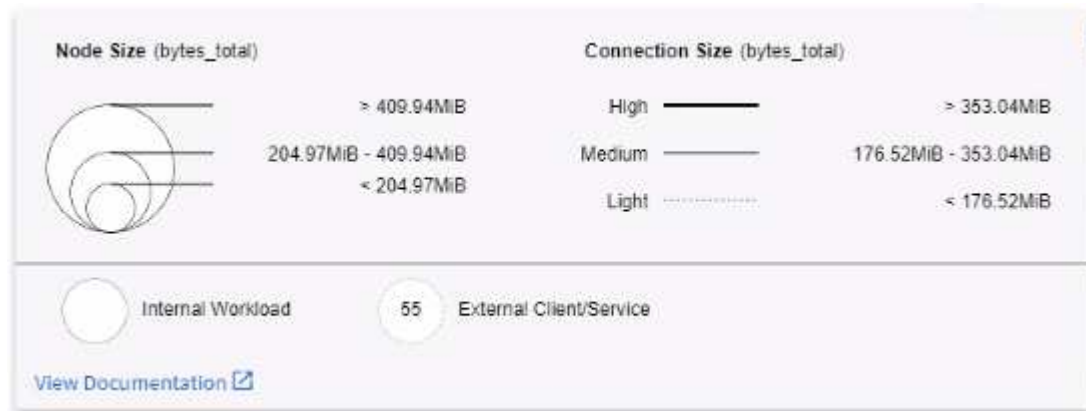 Node Size (bytes_total)
Connection Size (bytes_total)
> 409.94MiB
204.97MiB - 409.94MiB
< 204.97MiB
High > 353.04MiB
Medium 176.52MiB - 353.04MiB
Light < 176.52MiB
Internal Workload
55 External Client/Service
View Documentation